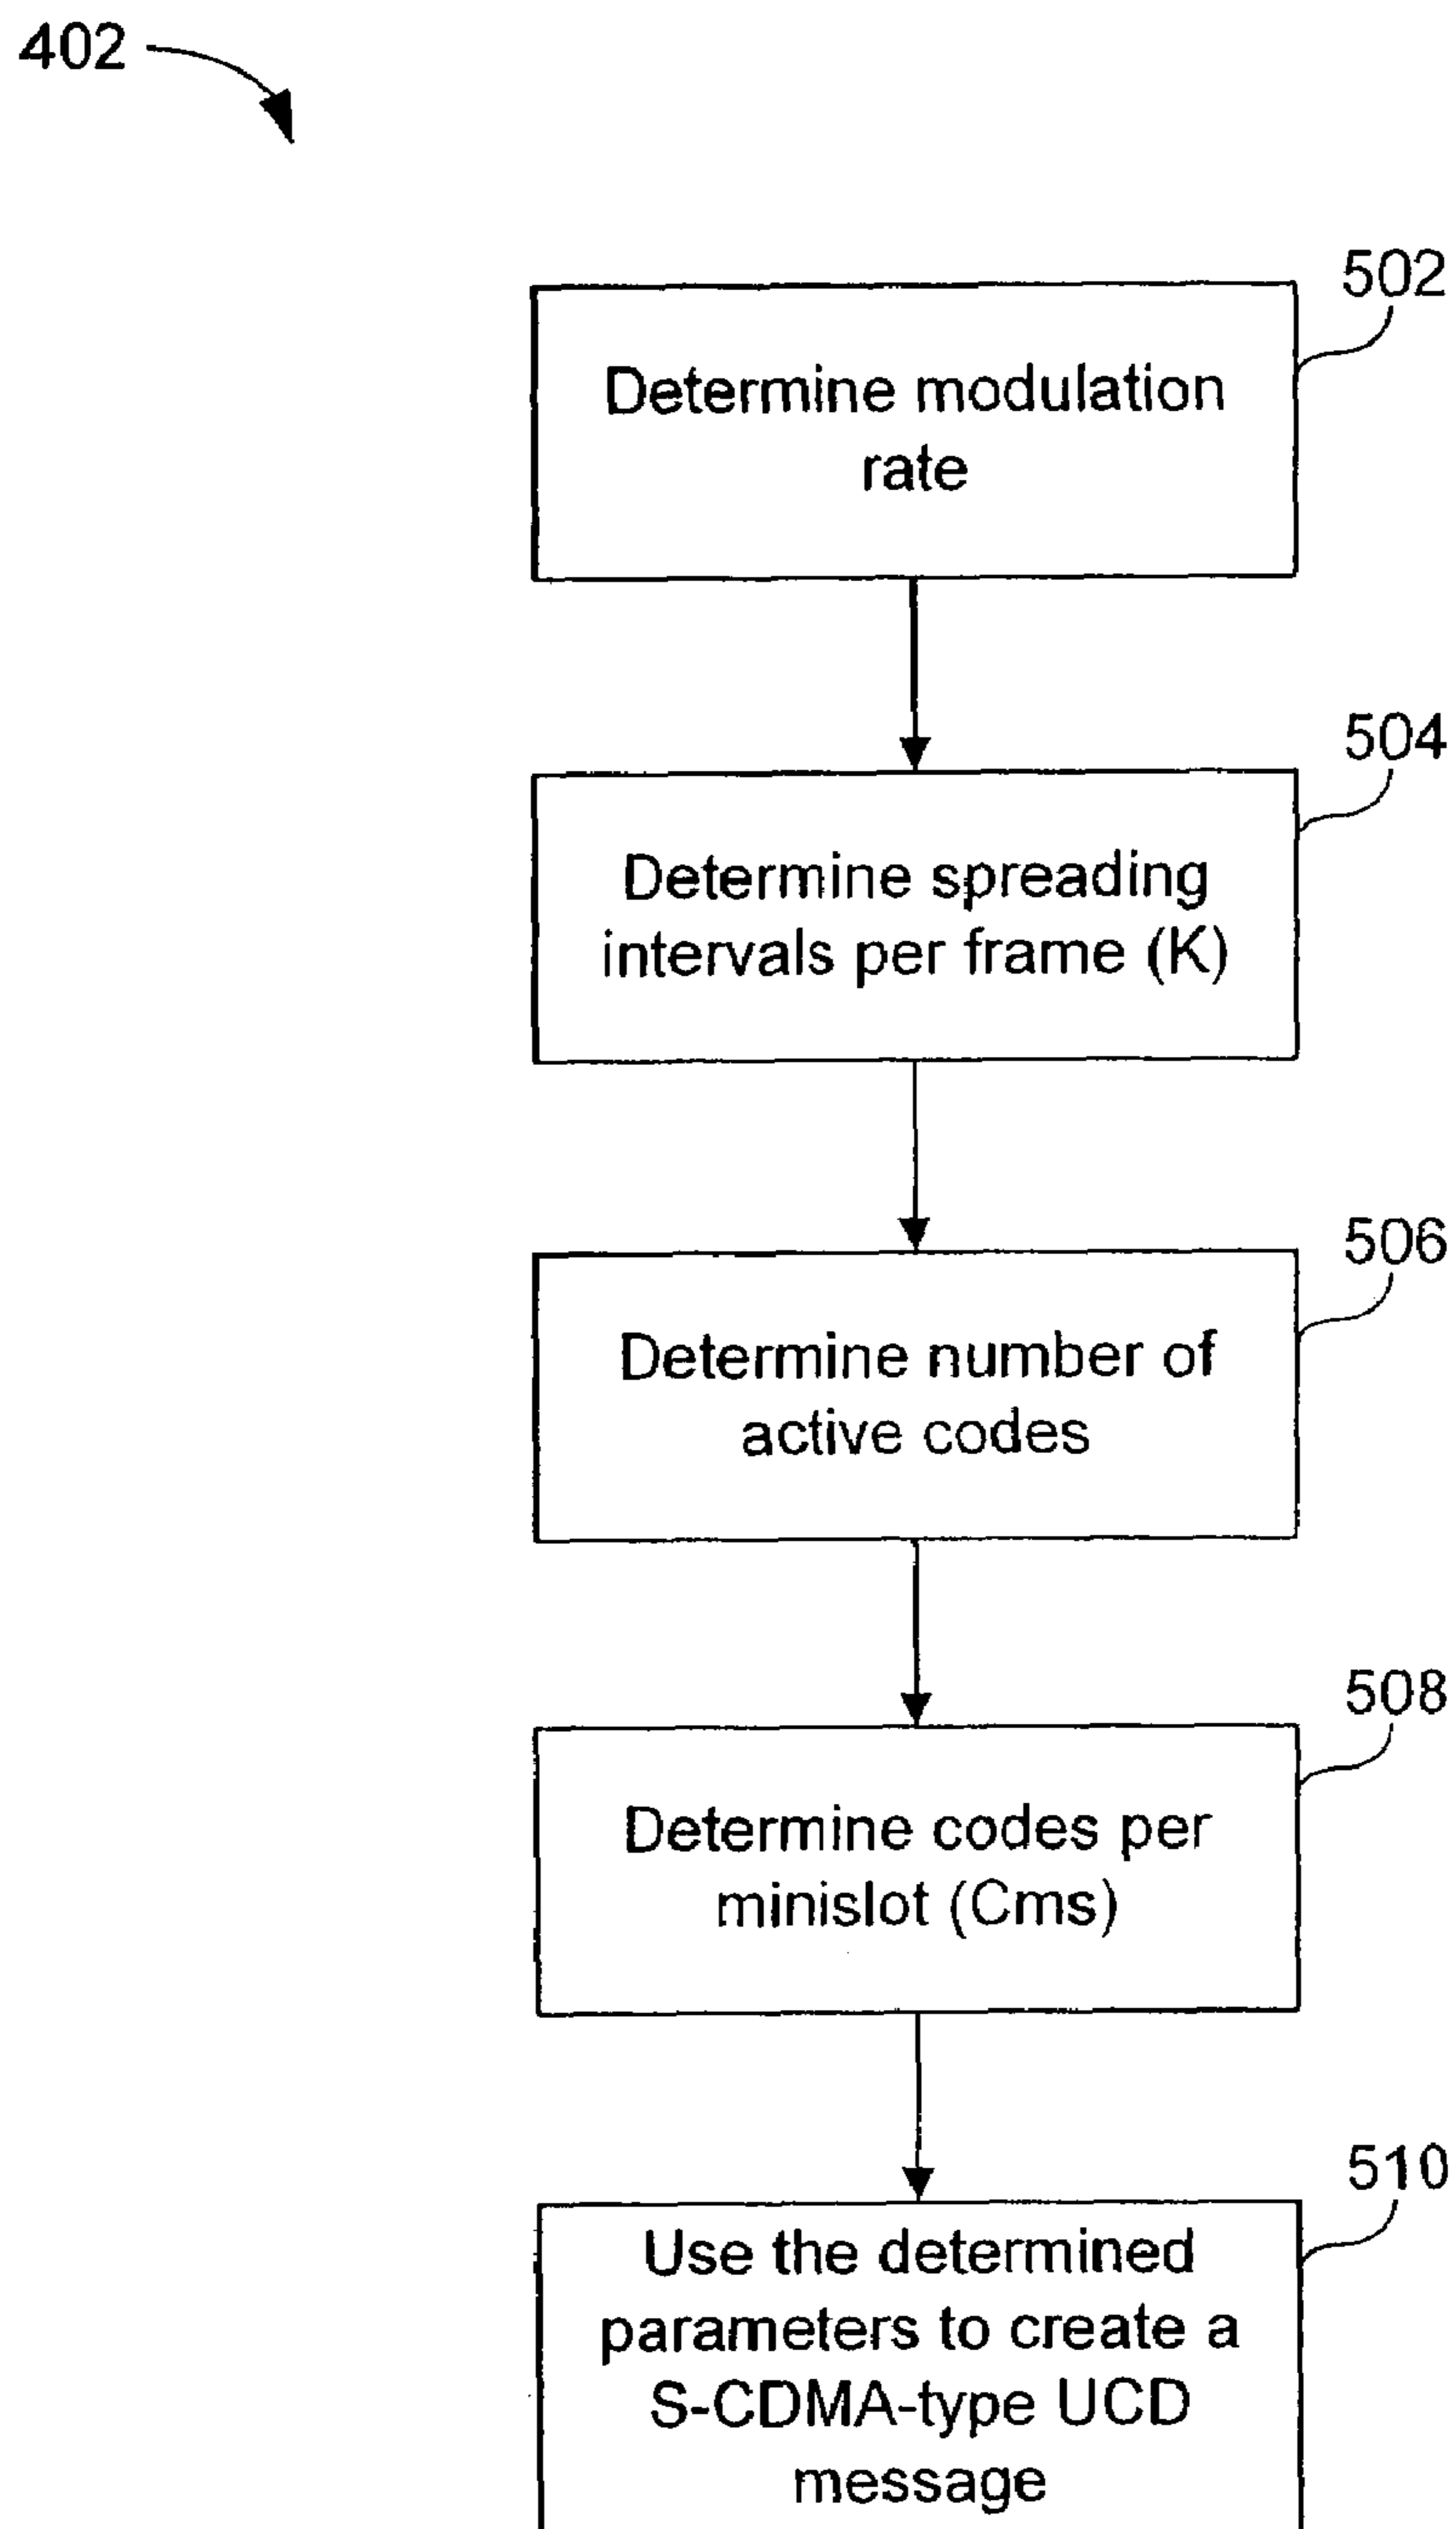 402
502
Determine modulation
rate
504
Determine spreading
intervals per frame (K)
506
Determine number of
active codes
508
Determine codes per
minislot (Cms)
510
Use the determined
parameters to create a
S-CDMA-type UCD
message